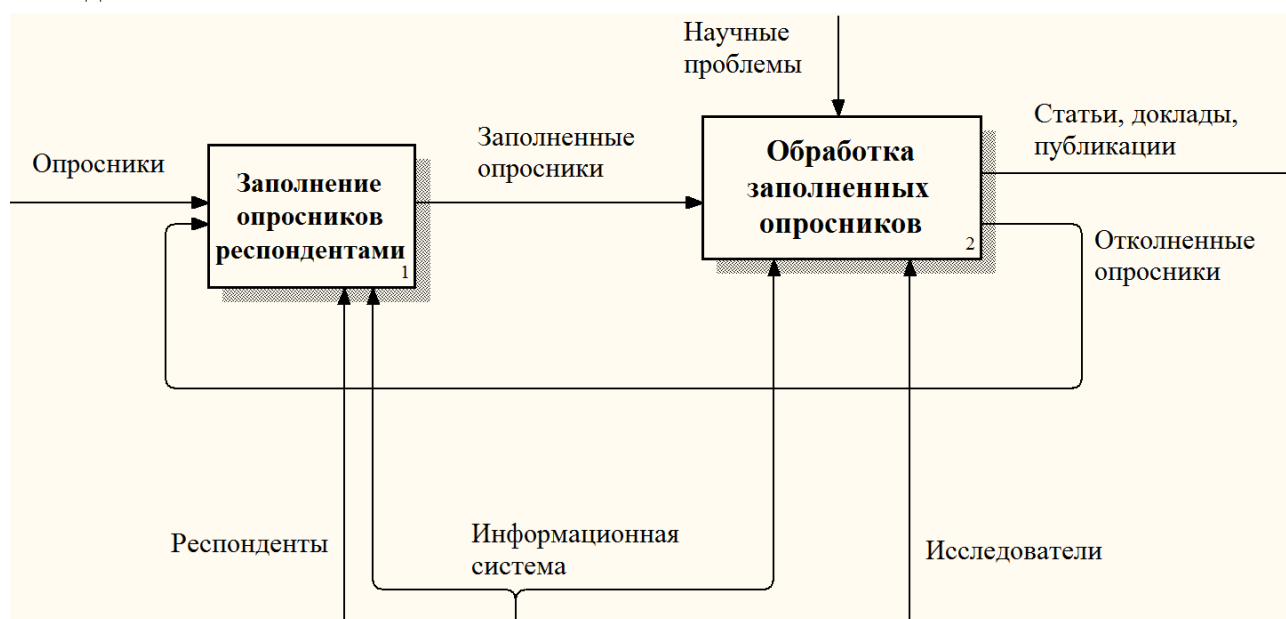 Научные
проблемы
Статьи, доклады,
публикации
Заполненные
опросники
Обработка
заполненных
опросников
2
Опросники
Заполнение
опросников
респондентами
1
Отколненные
опросники
Респонденты
Информационная
система
Исследователи